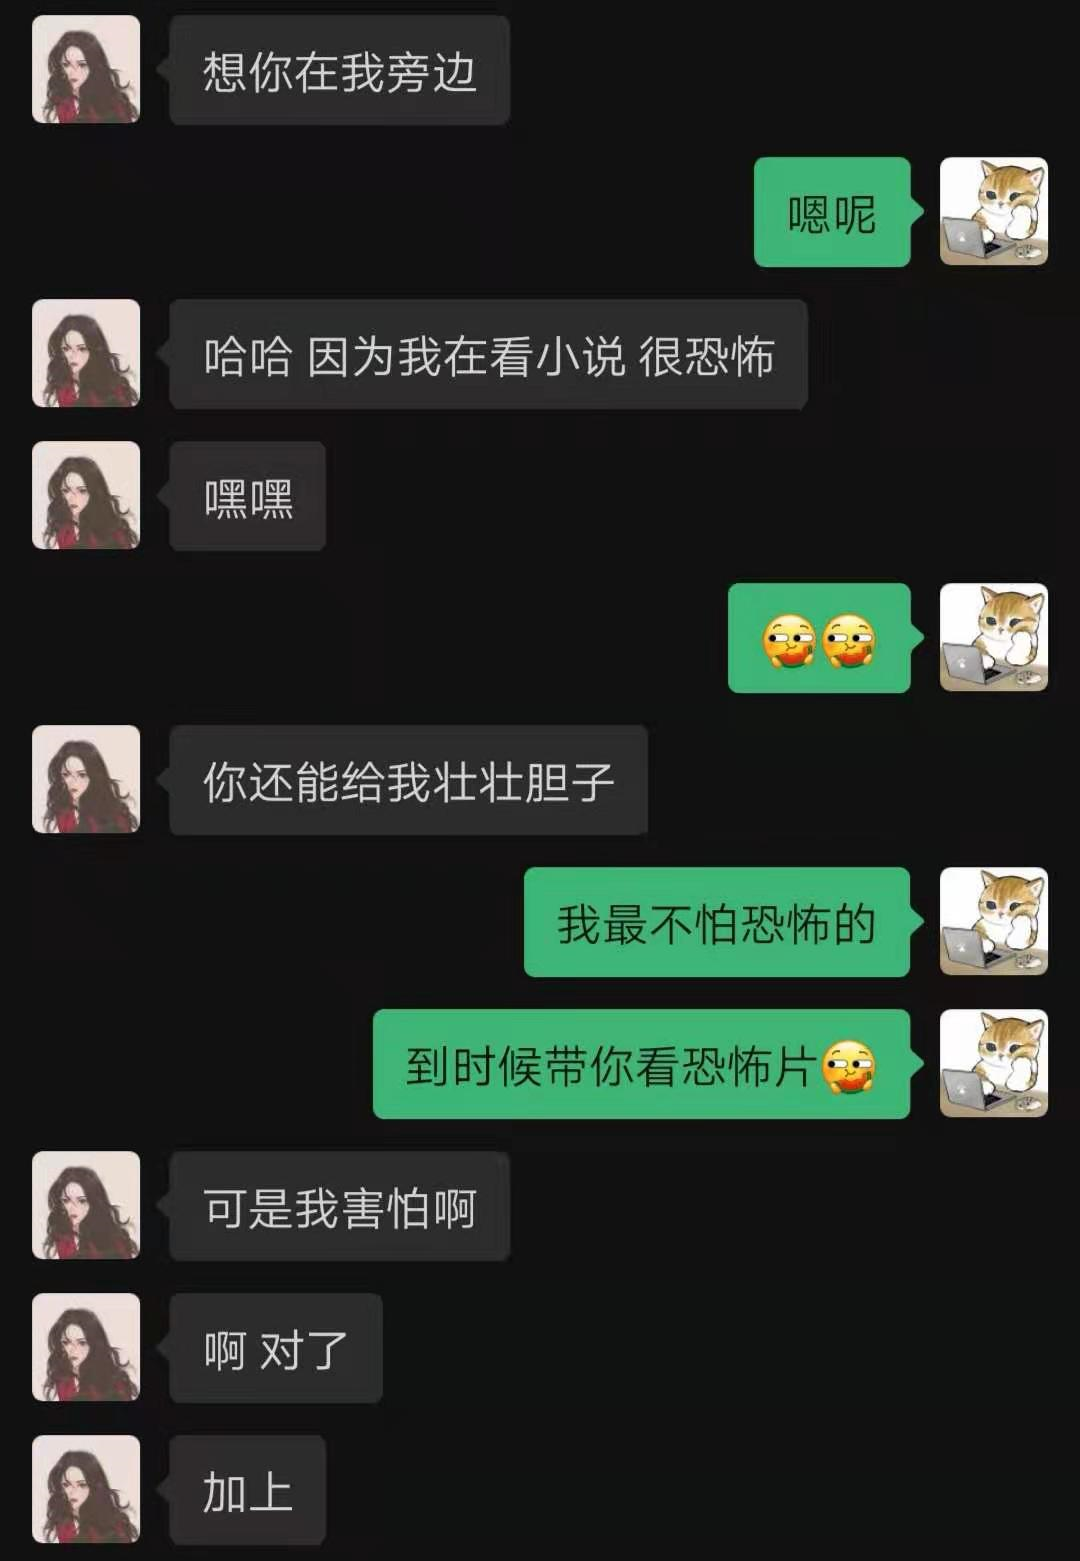 想你在我旁边
嗯呢
哈哈 因为我在看小说 很恐怖
嘿嘿
你还能给我壮壮胆子
我最不怕恐怖的
到时候带你看恐怖片
可是我害怕啊
啊 对了
加上